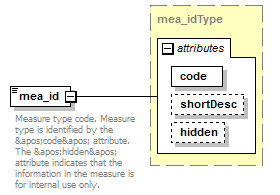 mea_idType
attributes
code
mea_id
shortDesc
hidden
Measure type code. Measure
type is identified by the
&apos;code&apos; attribute.
The &apos;hidden&apos;
attribute indicates that the
information in the measure is
for internal use only.